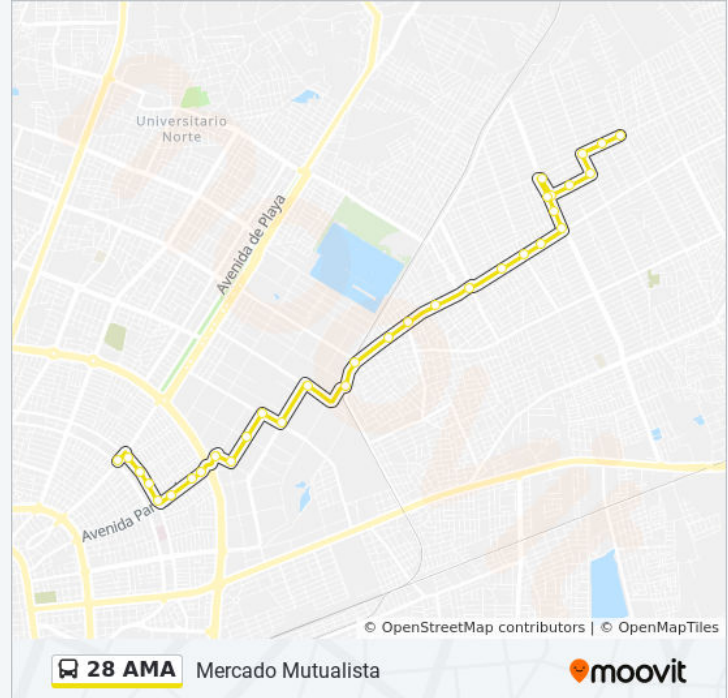 Universitario
Norte
Avenida de Playa
Avenida Par
© OpenStreetMap contributors | © OpenMapTiles
28 AMA Mercado Mutualista
moovit